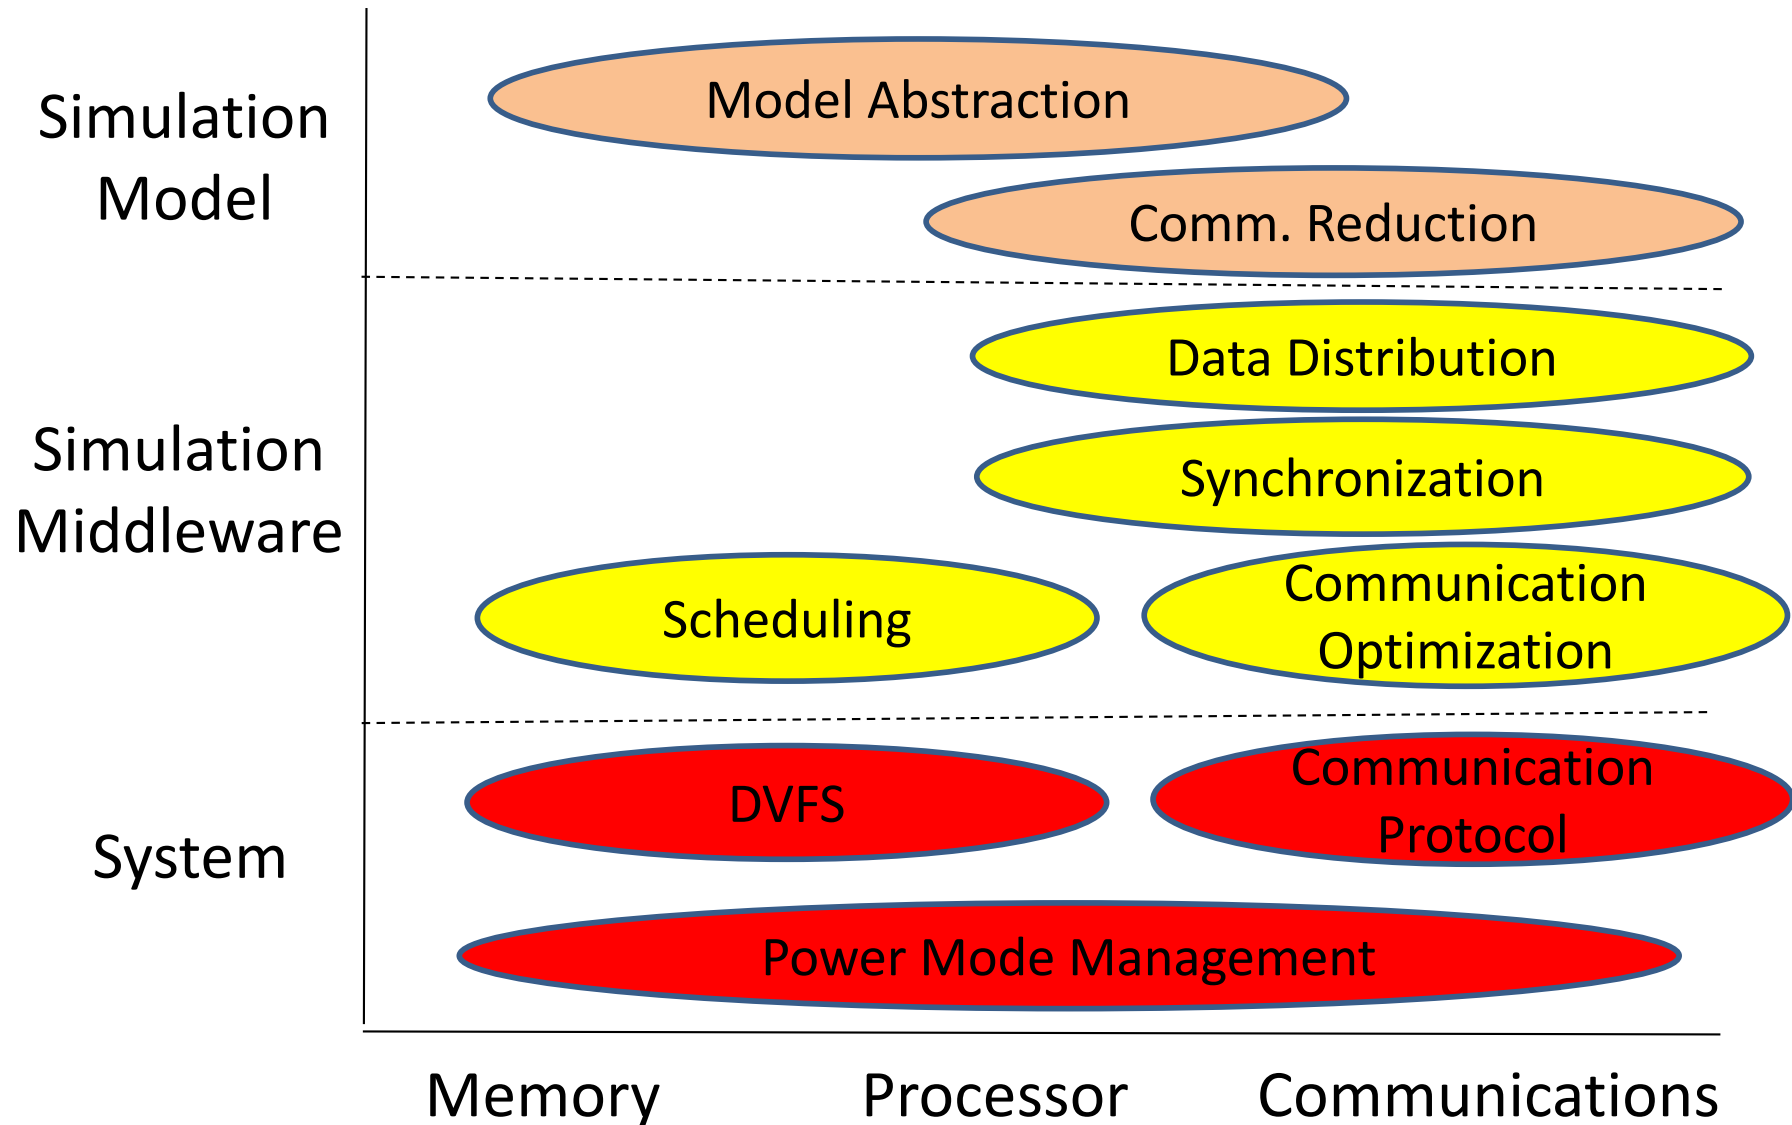 Simulation
Model
Model Abstraction
Comm. Reduction
Simulation
Middleware
Data Distribution
Synchronization
Scheduling
Communication
Optimization
System
DVFS
Communication
Protocol
Power Mode Management
Memory
Processor
Communications